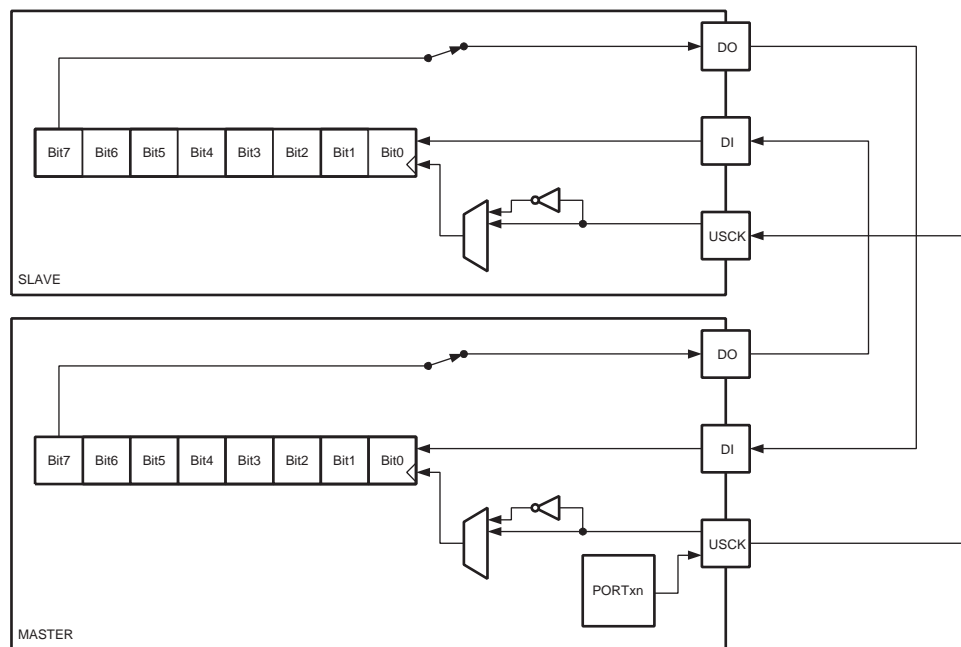 DO
DI
Bit7 Bit6 Bit5 Bit4 Bit3 Bit2 Bit1 Bit0
USCK
SLAVE
DO
DI
Bit7 Bit6 Bit5 Bit4 Bit3 Bit2 Bit1 Bit0
USCK
PORTxn
MASTER